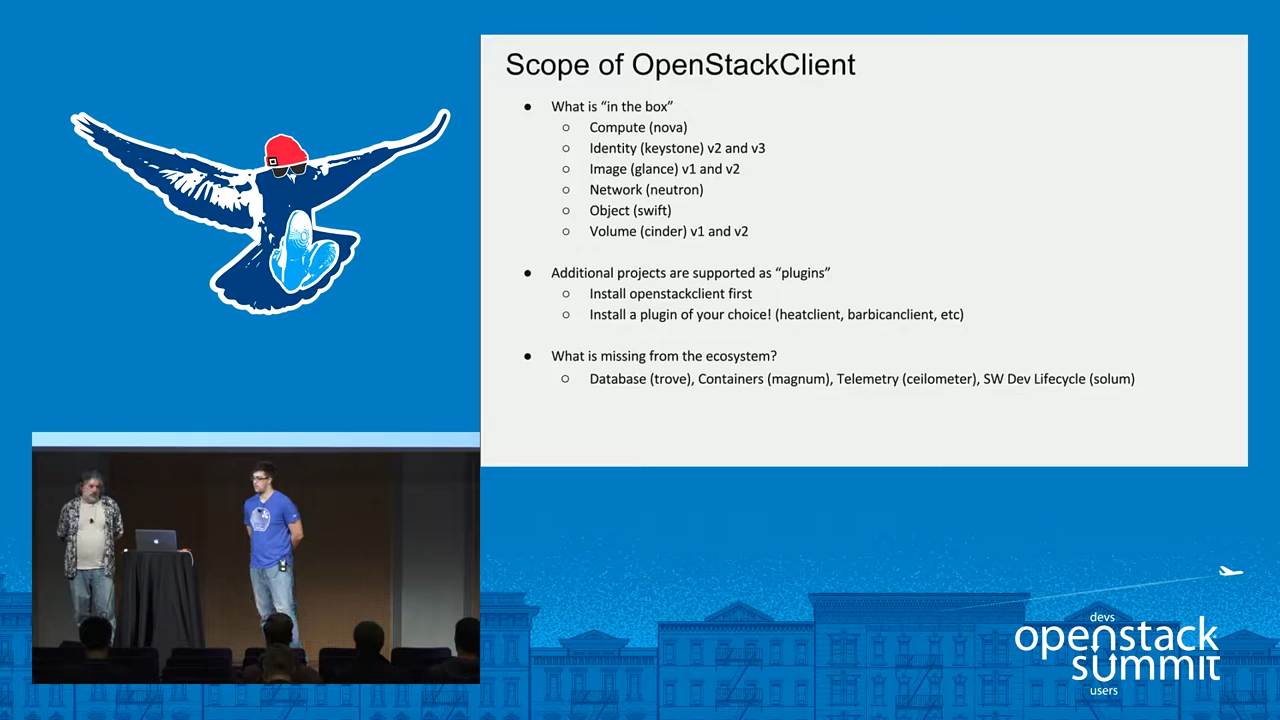 Scope of OpenStackClient
● What is “in the box”
○ Compute (nova)
○ Identity (keystone) v2 and v3
○ Image (glance) v1 and v2
○ Network (neutron)
○ Object (swift)
○ Volume (cinder) v1 and v2
● Additional projects are supported as “plugins”
○ Install openstackclient first
○ Install a plugin of your choice! (heatclient, barbicanclient, etc)
● What is missing from the ecosystem?
○ Database (trove), Containers (magnum), Telemetry (ceilometer), SW Dev Lifecycle (solum)
devs
openstack
summit
users